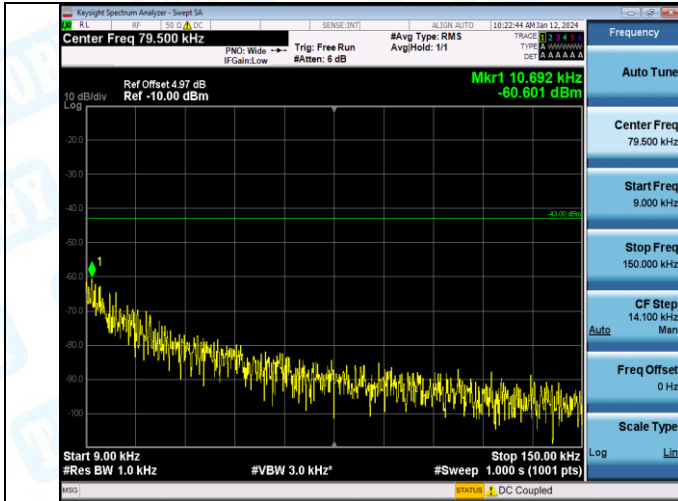 Keysight Spectrum Analyzer - Swept SA
RL RF 50 Ω DC SENSE:INT ALIGN AUTO 10:22:44 AM Jan 12, 2024
Center Freq 79.500 kHz
PNO: Wide
IFGain:Low
Trig: Free Run
#Atten: 6 dB
#Avg Type: RMS
Avg|Hold: 1/1
TRACE 1 2 3 4 5 6
TYPE A WWWWW
DET A A A A A A
Frequency
Auto Tune
Center Freq
79.500 kHz
Start Freq
9.000 kHz
Stop Freq
150.000 kHz
CF Step
14.100 kHz
Auto Man
Freq Offset
0 Hz
Scale Type
Log Lin
Mkr1 10.692 kHz
-60.601 dBm
Ref Offset 4.97 dB
10 dB/div Ref -10.00 dBm
Log
-20.0
-30.0
-40.0
-43.00 dBm
-50.0
1
-60.0
-70.0
-80.0
-90.0
-100
Start 9.00 kHz Stop 150.00 kHz
#Res BW 1.0 kHz #VBW 3.0 kHz* #Sweep 1.000 s (1001 pts)
MSG STATUS DC Coupled